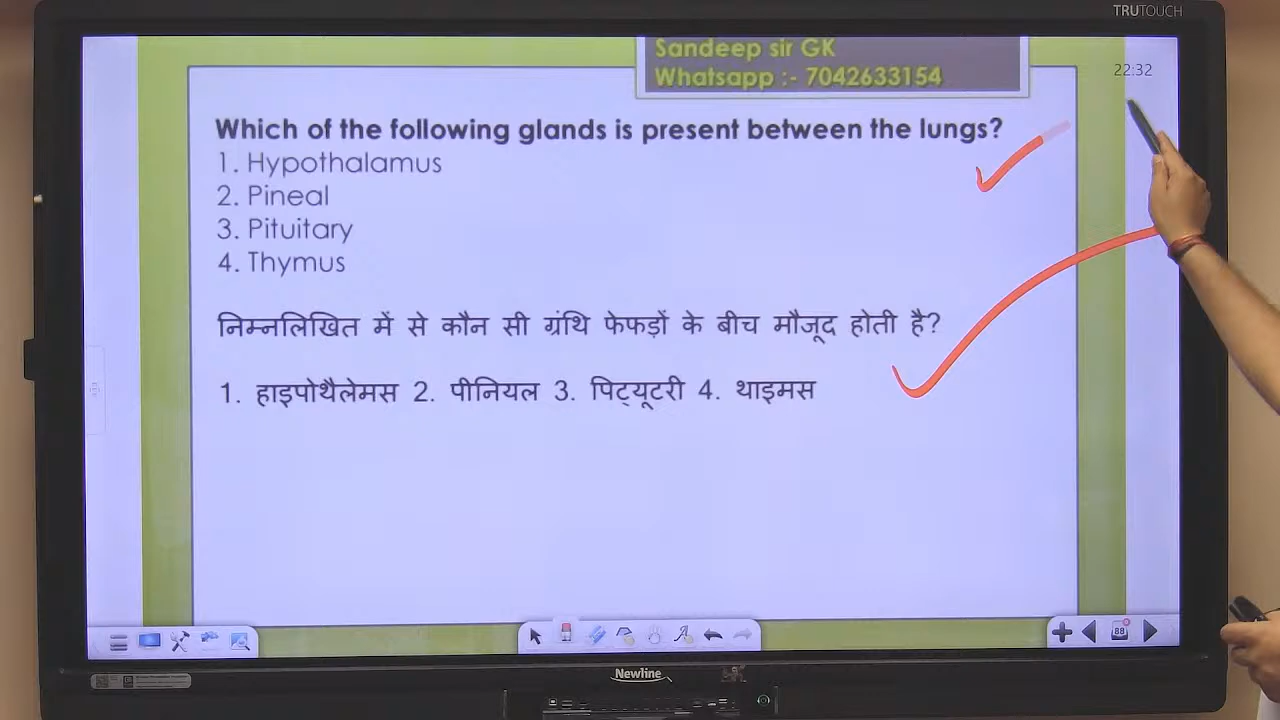 TRUTOUCH
Sandeep sir GK
Whatsapp :- 7042633154
22:32
Which of the following glands is present between the lungs?
1. Hypothalamus
2. Pineal
3. Pituitary
4. Thymus
निम्नलिखित में से कौन सी ग्रंथि फेफड़ों के बीच मौजूद होती है?
1. हाइपोथैलेमस 2. पीनियल 3. पिट्यूटरी 4. थाइमस
88
Newline